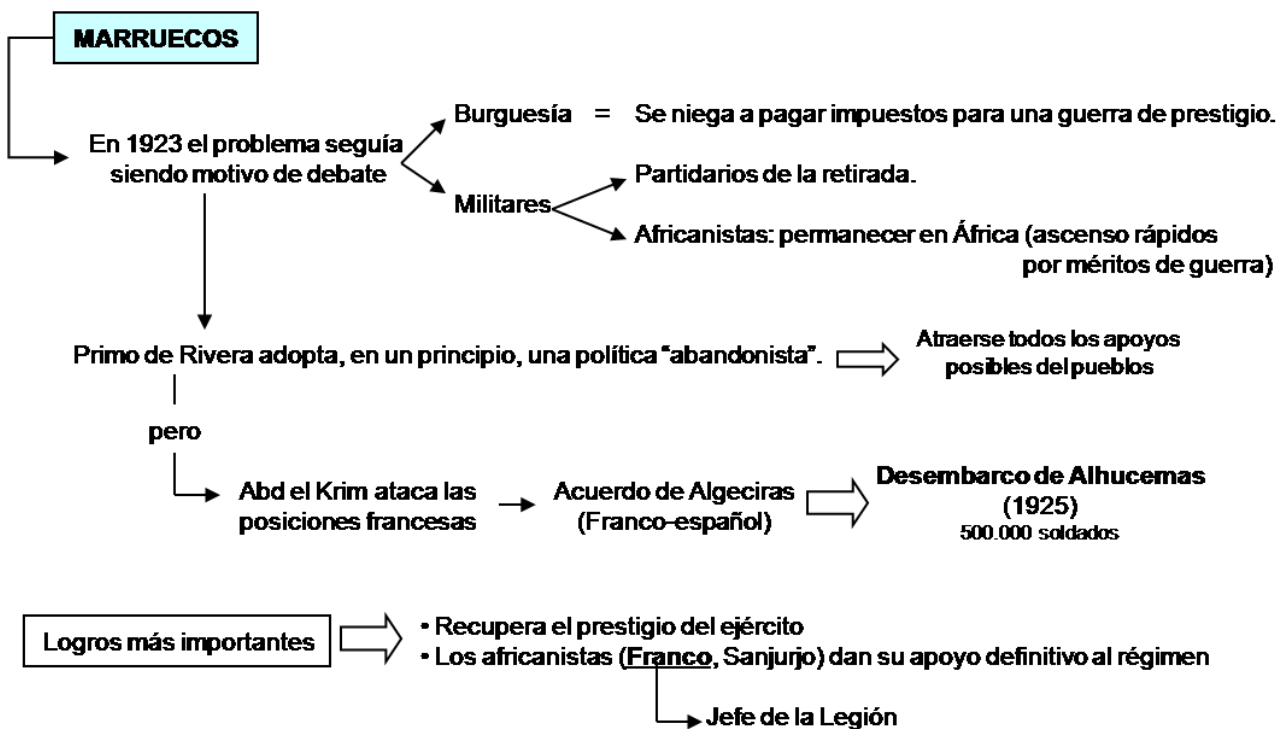 MARRUECOS
Burguesía = Se niega a pagar impuestos para una guerra de prestigio.
En 1923 el problema seguía
siendo motivo de debate
Partidarios de la retirada.
Militares
Africanistas: permanecer en África (ascenso rápidos
por méritos de guerra)
Primo de Rivera adopta, en un principio, una política “abandonista”.
Atraerse todos los apoyos
posibles del pueblos
pero
Abd el Krim ataca las
posiciones francesas
Acuerdo de Algeciras
(Franco-español)
Desembarco de Alhucemas
(1925)
500.000 soldados
Logros más importantes
• Recupera el prestigio del ejército
• Los africanistas (Franco, Sanjurjo) dan su apoyo definitivo al régimen
Jefe de la Legión